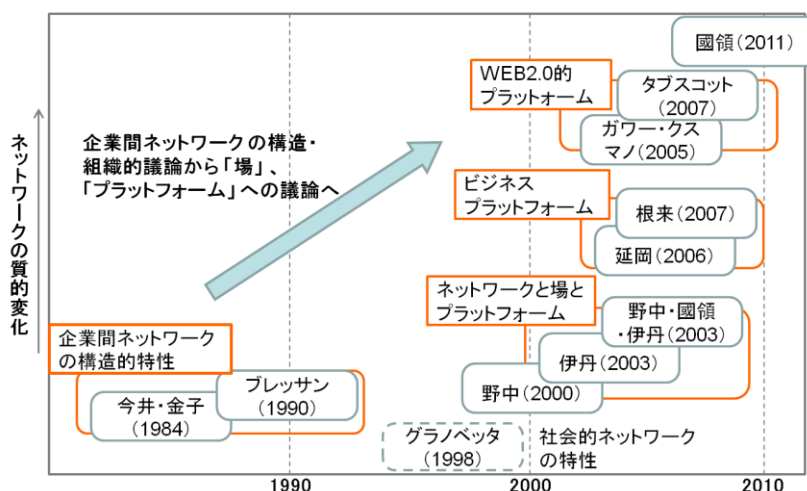 國領(2011)
WEB2.0的
プラットォーム
タブスコット
(2007)
ガワー・クス
マノ(2005)
企業間ネットワークの構造・
組織的議論から「場」、
「プラットフォーム」への議論へ
ネットワークの質的変化
ビジネス
プラットフォーム
根来(2007)
延岡(2006)
ネットワークと場と
プラットフォーム
野中・國領
・伊丹(2003)
伊丹(2003)
野中(2000)
企業間ネットワーク
の構造的特性
ブレッサン
(1990)
今井・金子
(1984)
グラノベッタ
(1998)
社会的ネットワーク
の特性
1990
2000
2010